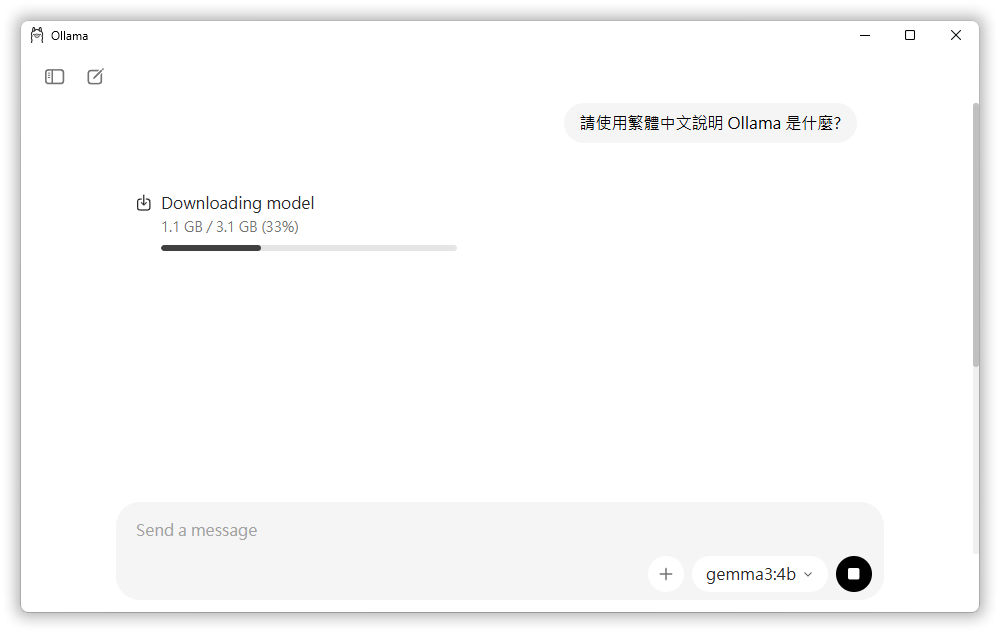 Ollama
請使用繁體中文說明 Ollama 是什麼?
Downloading model
1.1 GB / 3.1 GB (33%)
Send a message
gemma3:4b